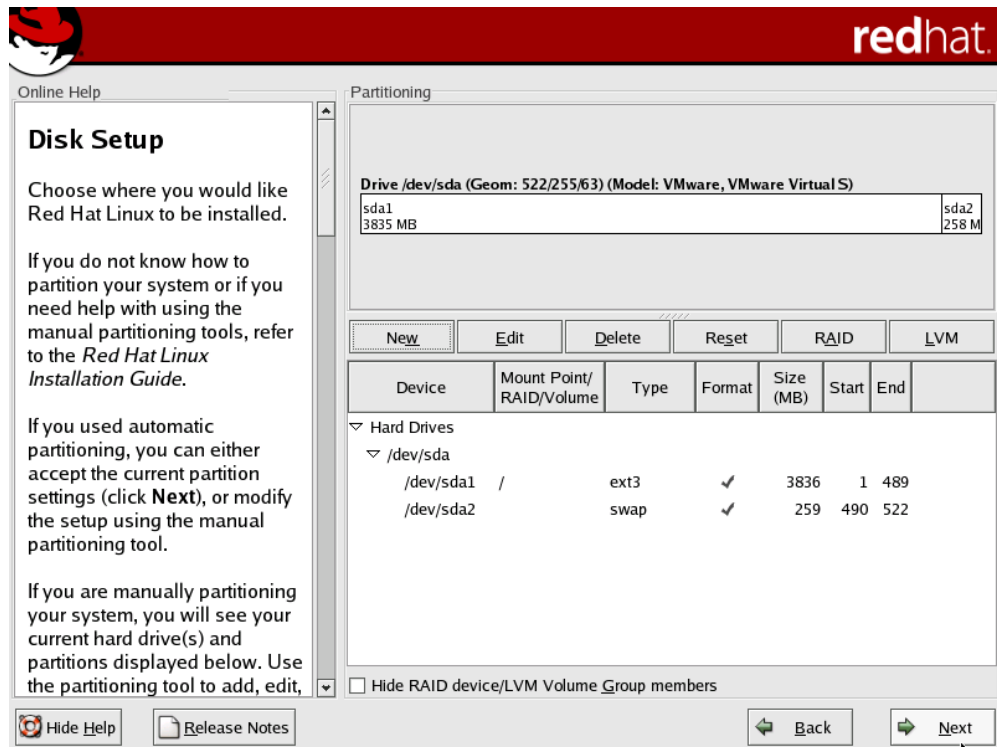 redhat.
Online Help
Disk Setup
Choose where you would like
Red Hat Linux to be installed.
If you do not know how to
partition your system or if you
need help with using the
manual partitioning tools, refer
to the Red Hat Linux
Installation Guide.
If you used automatic
partitioning, you can either
accept the current partition
settings (click Next), or modify
the setup using the manual
partitioning tool.
If you are manually partitioning
your system, you will see your
current hard drive(s) and
partitions displayed below. Use
the partitioning tool to add, edit,
Partitioning
Drive /dev/sda (Geom: 522/255/63) (Model: VMware, VMware Virtual S)
sda1 sda2
3835 MB 258 M
New Edit Delete Reset RAID LVM
Device Mount Point/ RAID/Volume Type Format Size (MB) Start End
Hard Drives
/dev/sda
/dev/sda1 / ext3 3836 1 489
/dev/sda2 swap 259 490 522
Hide RAID device/LVM Volume Group members
Hide Help Release Notes Back Next